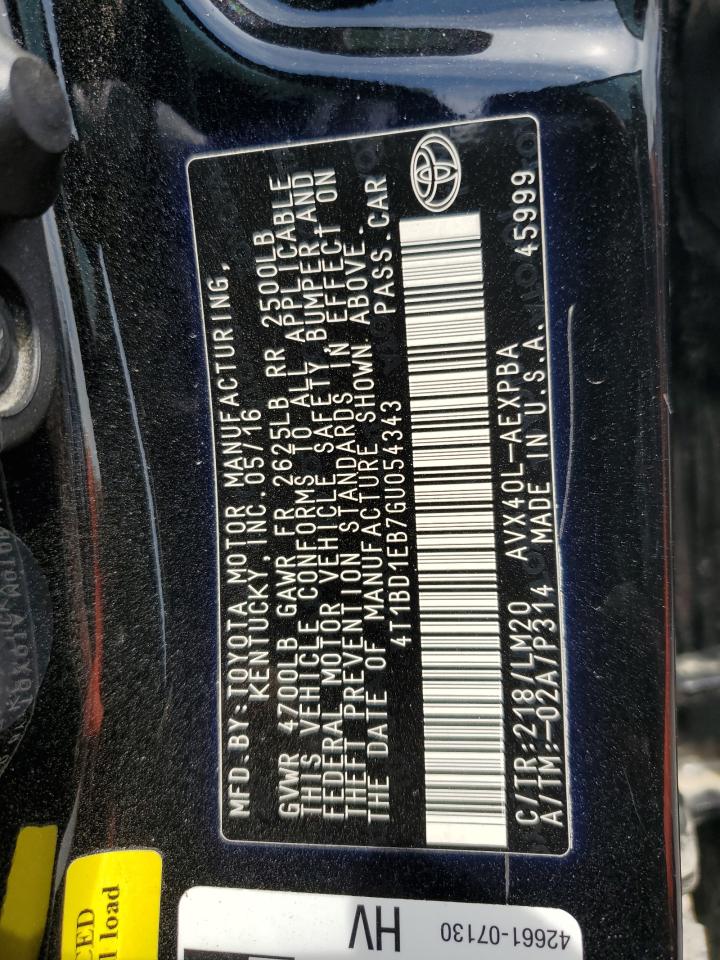 MFD.BY:TOYOTA MOTOR MANUFACTURING,
KENTUCKY, INC.05/16
GVWR 4700LB GAWR FR 2625LB RR 2500LB
THIS VEHICLE CONFORMS TO ALL APPLICABLE
FEDERAL MOTOR VEHICLE SAFETY, BUMPER, AND
THEFT PREVENTION STANDARDS IN EFFECT ON
THE DATE OF MANUFACTURE SHOWN ABOVE.
4T1BD1EB7GU054343 PASS.CAR
C/TR:218/LM20 AVX40L-AEXPBA
A/TM:-02A7P314 MADE IN U.S.A. 45999
load
HV
42661-07130